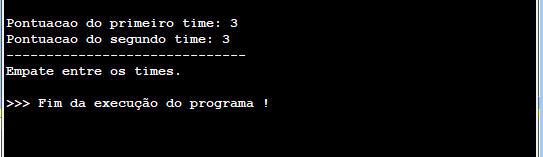 Pontuacao do primeiro time: 3
Pontuacao do segundo time: 3
------------------------------
Empate entre os times.
>>> Fim da execução do programa !